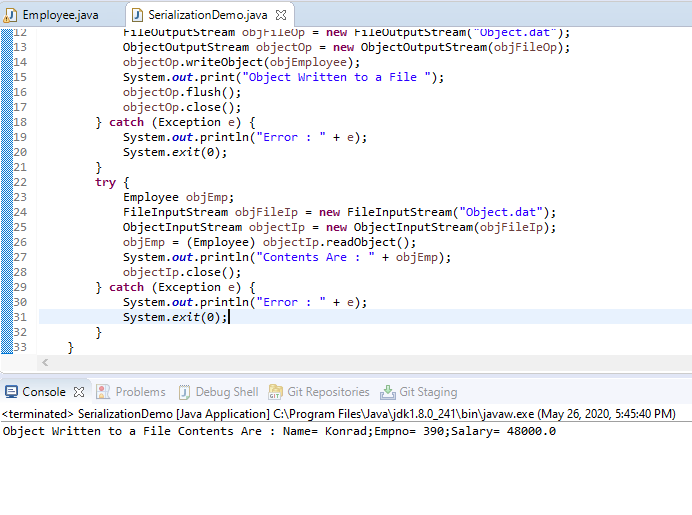 Employee.java SerializationDemo.java
12 FileOutputStream objFileOp = new FileOutputStream("Object.dat");
13 ObjectOutputStream objectOp = new ObjectOutputStream(objFileOp);
14 objectOp.writeObject(objEmployee);
15 System.out.print("Object Written to a File ");
16 objectOp.flush();
17 objectOp.close();
18 } catch (Exception e) {
19 System.out.println("Error : " + e);
20 System.exit(0);
21 }
22 try {
23 Employee objEmp;
24 FileInputStream objFileIp = new FileInputStream("Object.dat");
25 ObjectInputStream objectIp = new ObjectInputStream(objFileIp);
26 objEmp = (Employee) objectIp.readObject();
27 System.out.println("Contents Are : " + objEmp);
28 objectIp.close();
29 } catch (Exception e) {
30 System.out.println("Error : " + e);
31 System.exit(0);
32 }
33 }
Console Problems Debug Shell Git Repositories Git Staging
<terminated> SerializationDemo [Java Application] C:\Program Files\Java\jdk1.8.0_241\bin\javaw.exe (May 26, 2020, 5:45:40 PM)
Object Written to a File Contents Are : Name= Konrad;Empno= 390;Salary= 48000.0